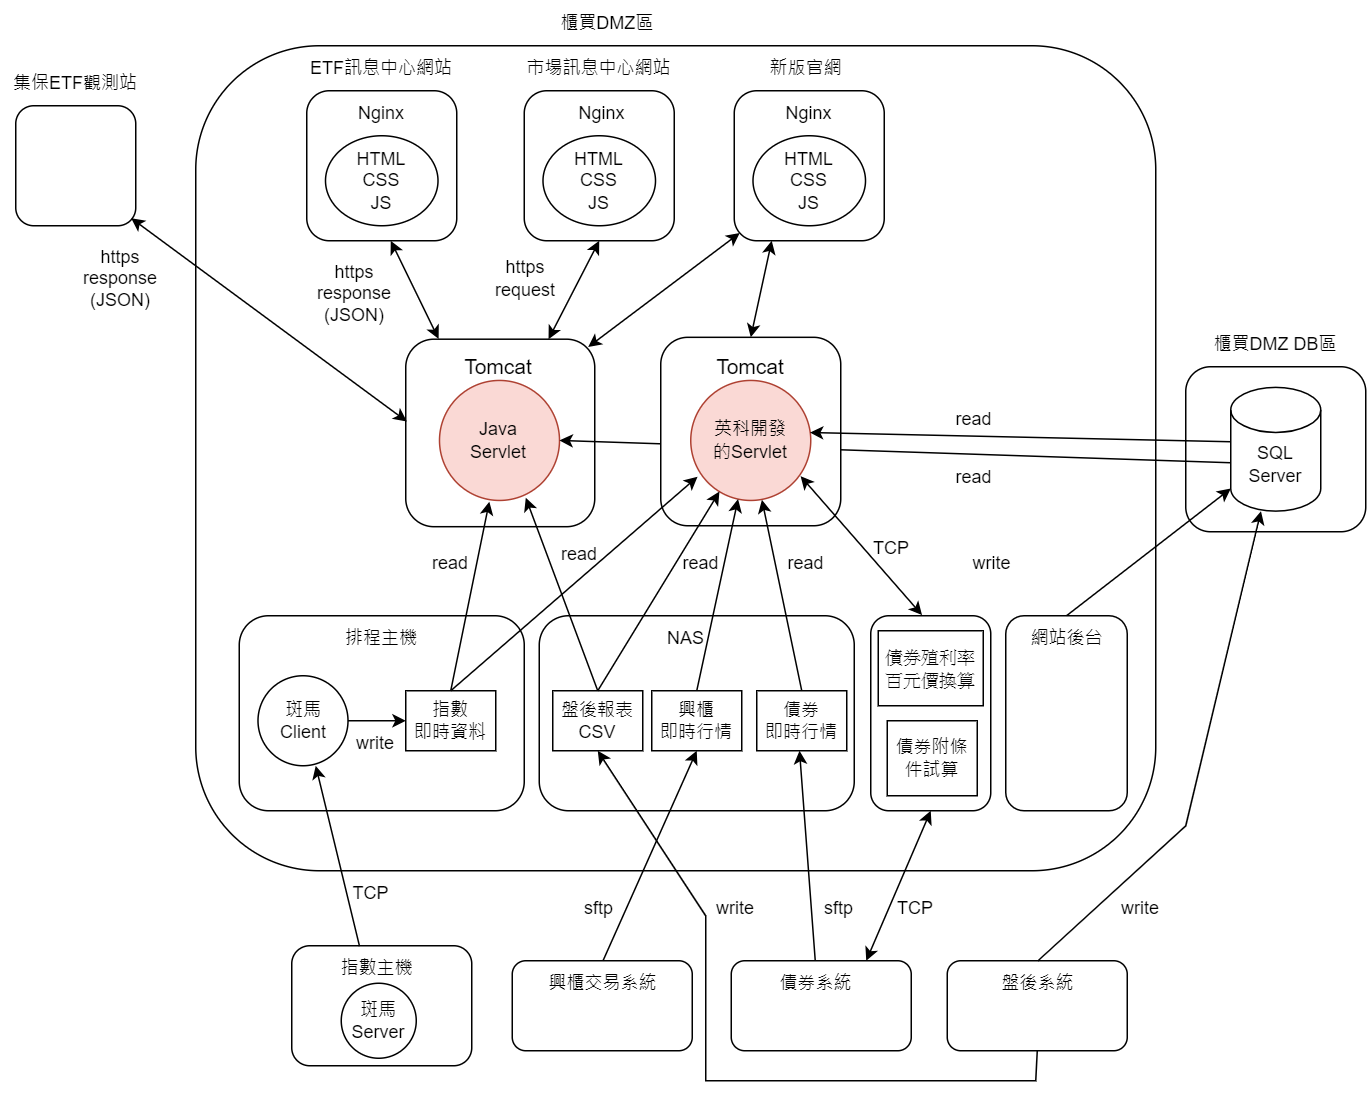 櫃買DMZ區
集保ETF觀測站
ETF訊息中心網站
市場訊息中心網站
新版官網
Nginx
HTML
CSS
JS
Nginx
HTML
CSS
JS
Nginx
HTML
CSS
JS
https
response
(JSON)
https
response
(JSON)
https
request
櫃買DMZ DB區
Tomcat
Java
Servlet
Tomcat
英科開發
的Servlet
read
read
SQL
Server
read
read
read
read
TCP
write
排程主機
班馬
Client
write
指數
即時資料
NAS
盤後報表
CSV
興櫃
即時行情
債券
即時行情
債券殖利率
百元價換算
債券附條
件試算
網站後台
TCP
sftp
write
sftp
TCP
write
指數主機
班馬
Server
興櫃交易系統
債券系統
盤後系統